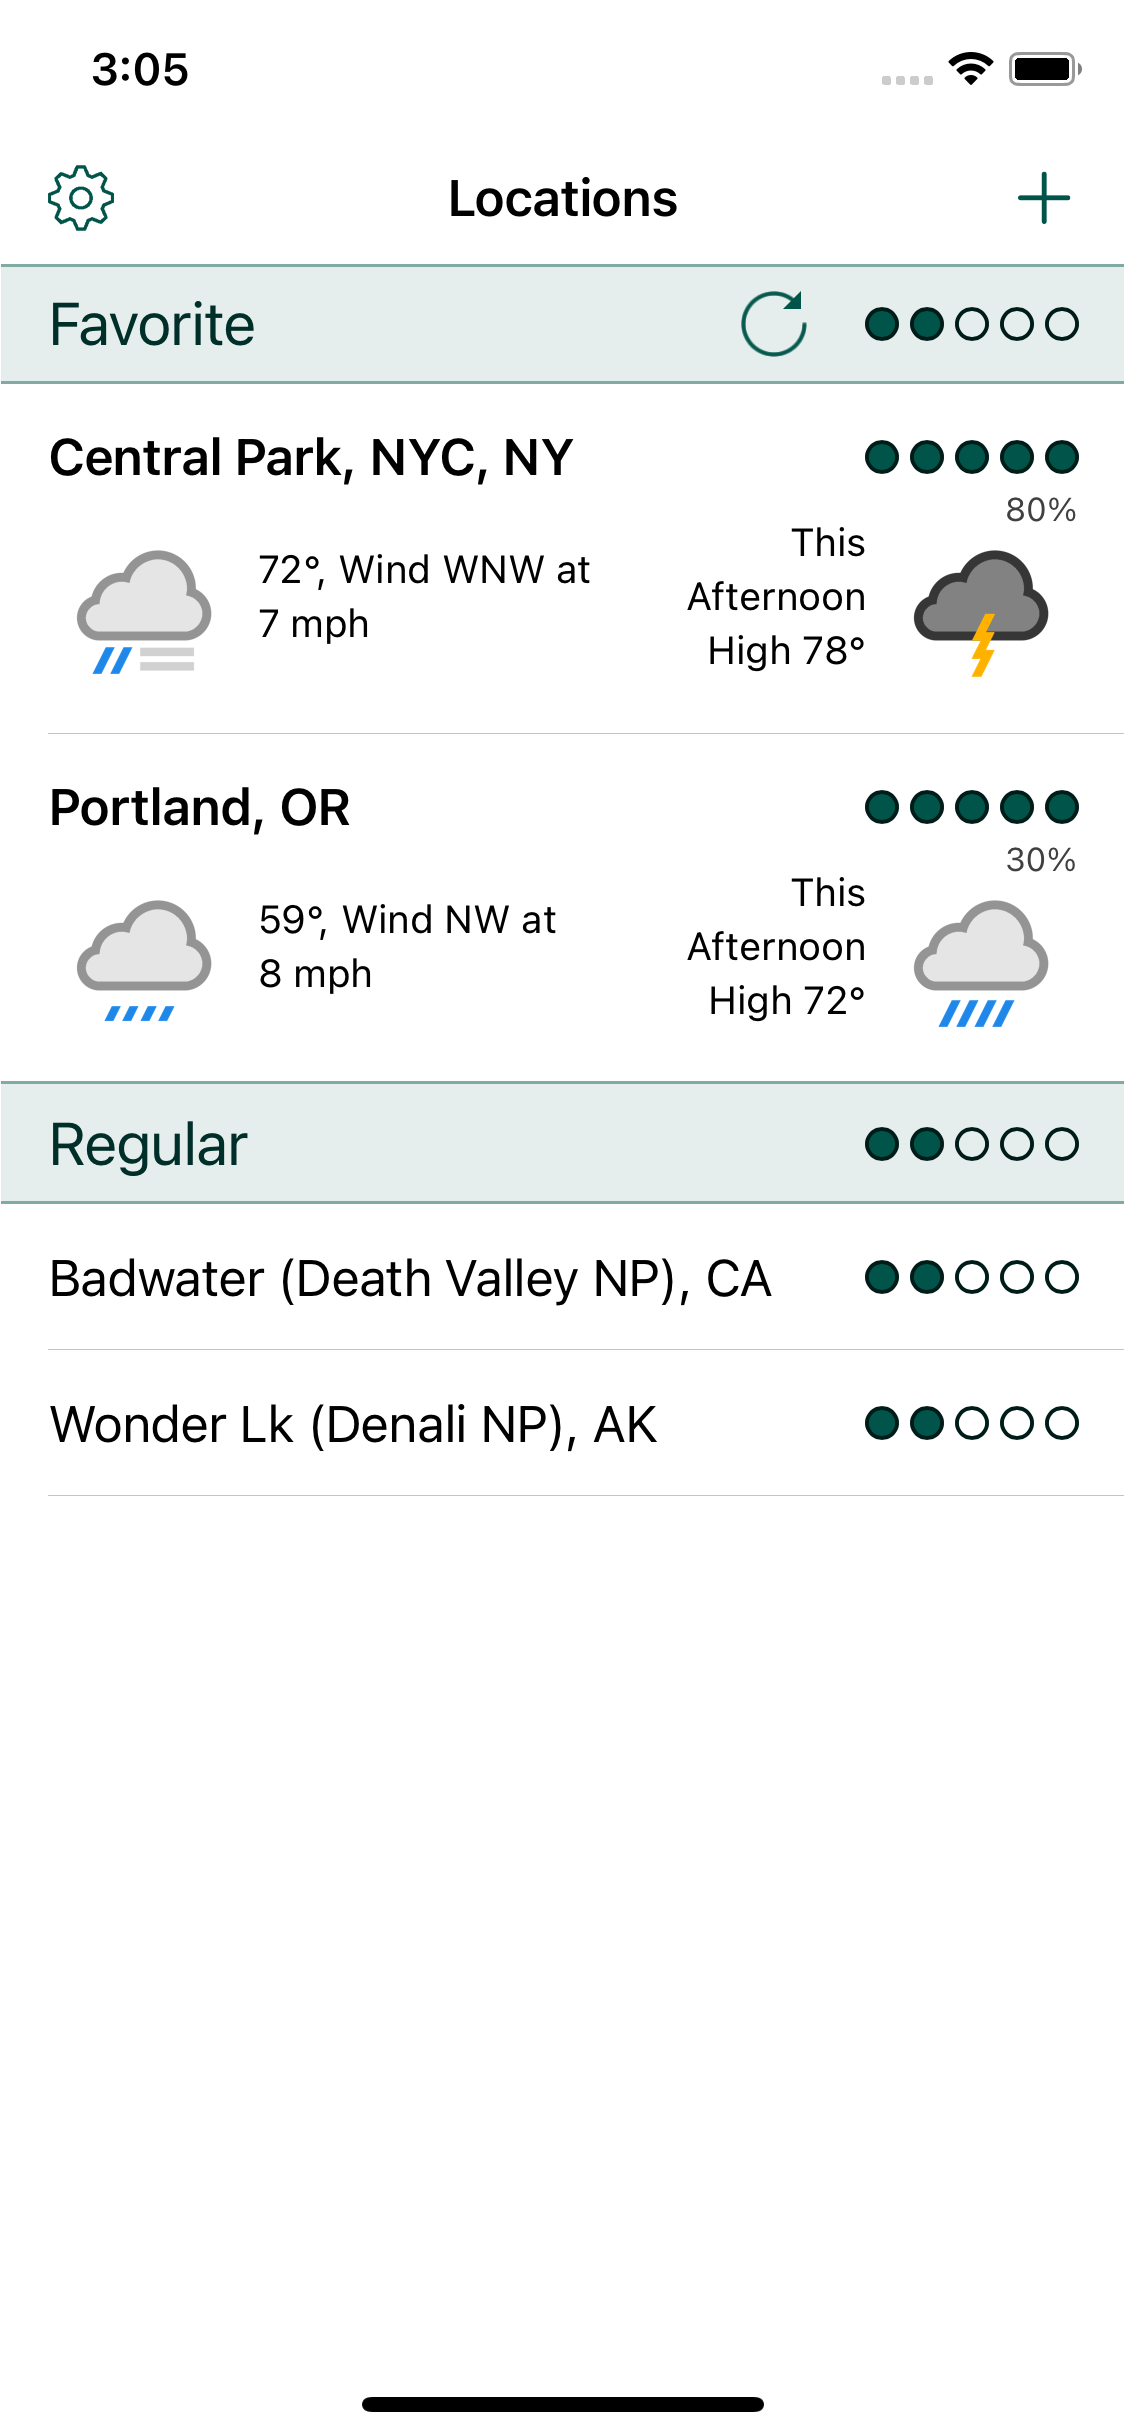 3:05
Locations
Favorite
Central Park, NYC, NY
80%
72°, Wind WNW at
7 mph
This
Afternoon
High 78°
Portland, OR
30%
59°, Wind NW at
8 mph
This
Afternoon
High 72°
Regular
Badwater (Death Valley NP), CA
Wonder Lk (Denali NP), AK